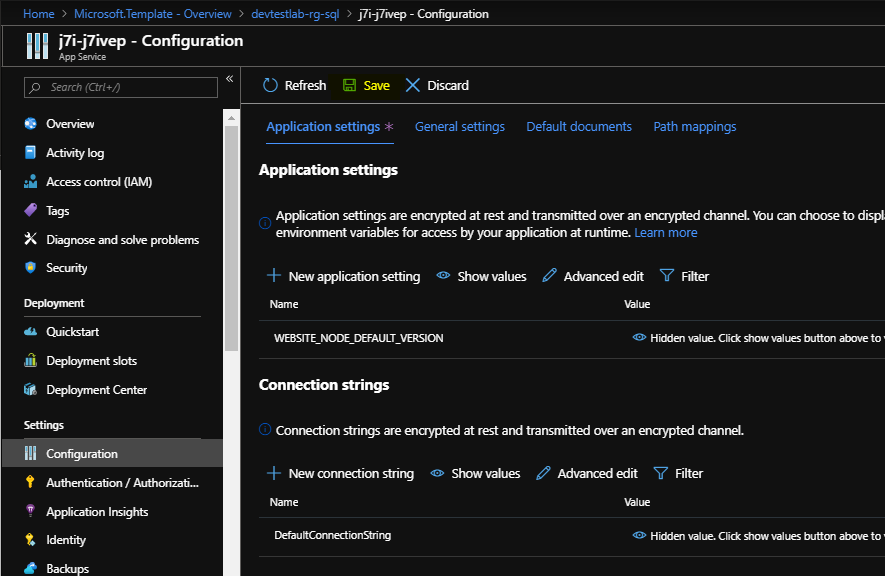 Home > Microsoft.Template - Overview > devtestlab-rg-sql > j7i-j7ivep - Configuration
j7i-j7ivep - Configuration
App Service
Search (Ctrl+/)
«
Overview
Activity log
Access control (IAM)
Tags
Diagnose and solve problems
Security
Deployment
Quickstart
Deployment slots
Deployment Center
Settings
Configuration
Authentication / Authorizati...
Application Insights
Identity
Backups
Refresh Save Discard
Application settings * General settings Default documents Path mappings
Application settings
Application settings are encrypted at rest and transmitted over an encrypted channel. You can choose to displa
environment variables for access by your application at runtime. Learn more
New application setting Show values Advanced edit Filter
Name Value
WEBSITE_NODE_DEFAULT_VERSION Hidden value. Click show values button above to v
Connection strings
Connection strings are encrypted at rest and transmitted over an encrypted channel.
New connection string Show values Advanced edit Filter
Name Value
DefaultConnectionString Hidden value. Click show values button above to v